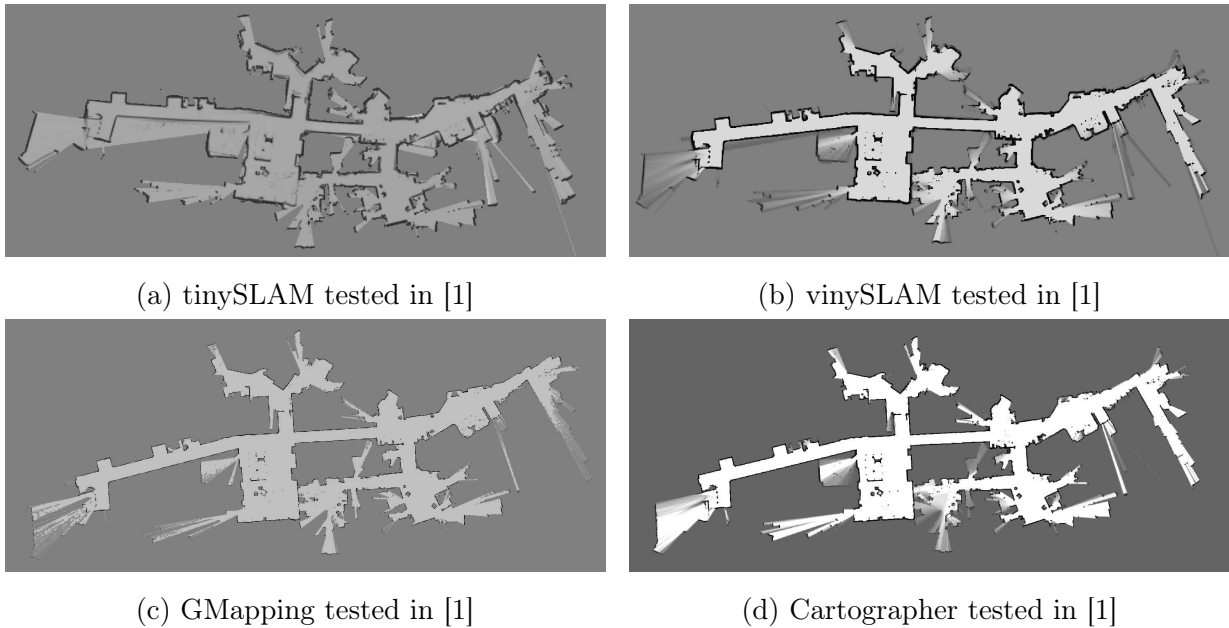 (a) tinySLAM tested in [1]
(b) vinySLAM tested in [1]
(c) GMapping tested in [1]
(d) Cartographer tested in [1]